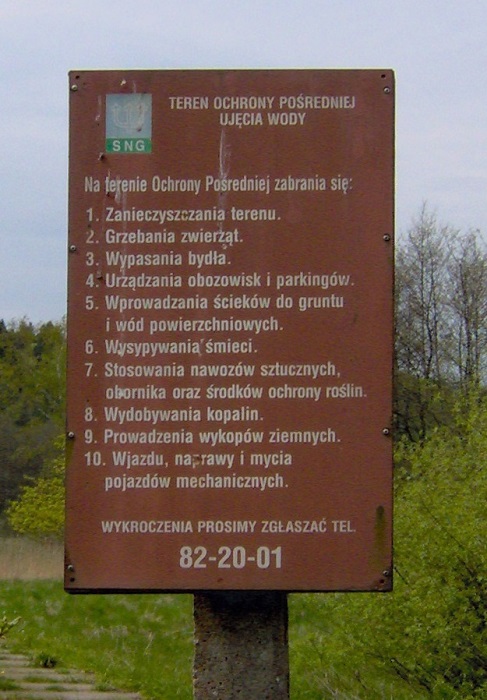 SNG
TEREN OCHRONY POŚREDNIEJ
UJĘCIA WODY
Na terenie Ochrony Pośredniej zabrania się:
1. Zanieczyszczania terenu.
2. Grzebania zwierząt.
3. Wypasania bydła.
4. Urządzania obozowisk i parkingów.
5. Wprowadzania ścieków do gruntu
i wód powierzchniowych.
6. Wysypywania śmieci.
7. Stosowania nawozów sztucznych,
obornika oraz środków ochrony roślin.
8. Wydobywania kopalin.
9. Prowadzenia wykopów ziemnych.
10. Wjazdu, naprawy i mycia
pojazdów mechanicznych.
WYKROCZENIA PROSIMY ZGŁASZAĆ TEL.
82-20-01